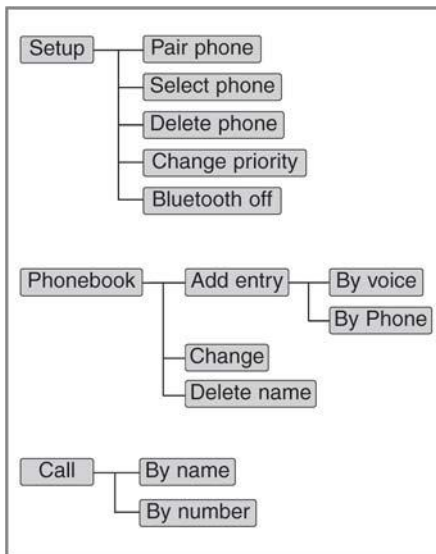 Setup
Pair phone
Select phone
Delete phone
Change priority
Bluetooth off
Phonebook
Add entry
By voice
By Phone
Change
Delete name
Call
By name
By number